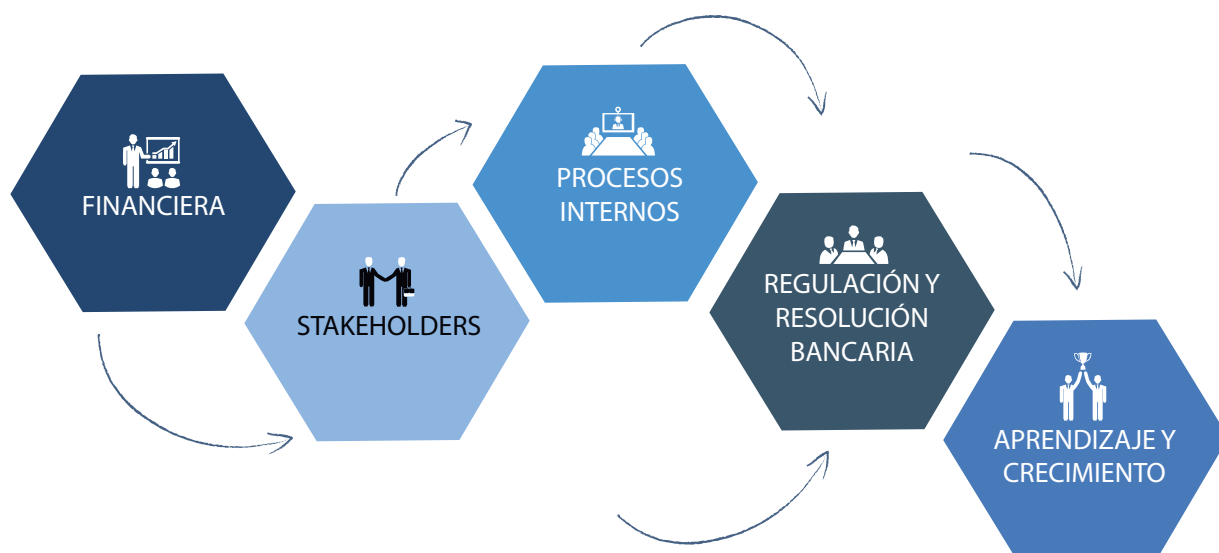 FINANCIERA
STAKEHOLDERS
PROCESOS
INTERNOS
REGULACIÓN Y
RESOLUCIÓN
BANCARIA
APRENDIZAJE Y
CRECIMIENTO